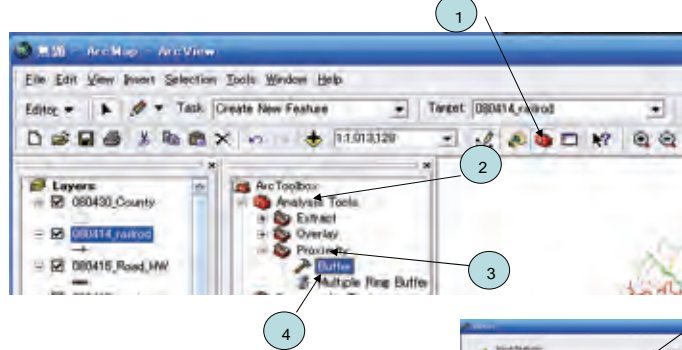 1
無題 - ArcMap - ArcView
File Edit View Insert Selection Tools Window Help
Editor Task: Create New Feature Target: 080414_railrod
1:1,013,129
2
Layers
ArcToolbox
080430_County
Analysis Tools
Extract
080414_railrod
Overlay
Proximity
3
080415_Road_HW
Buffer
Multiple Ring Buffer
4